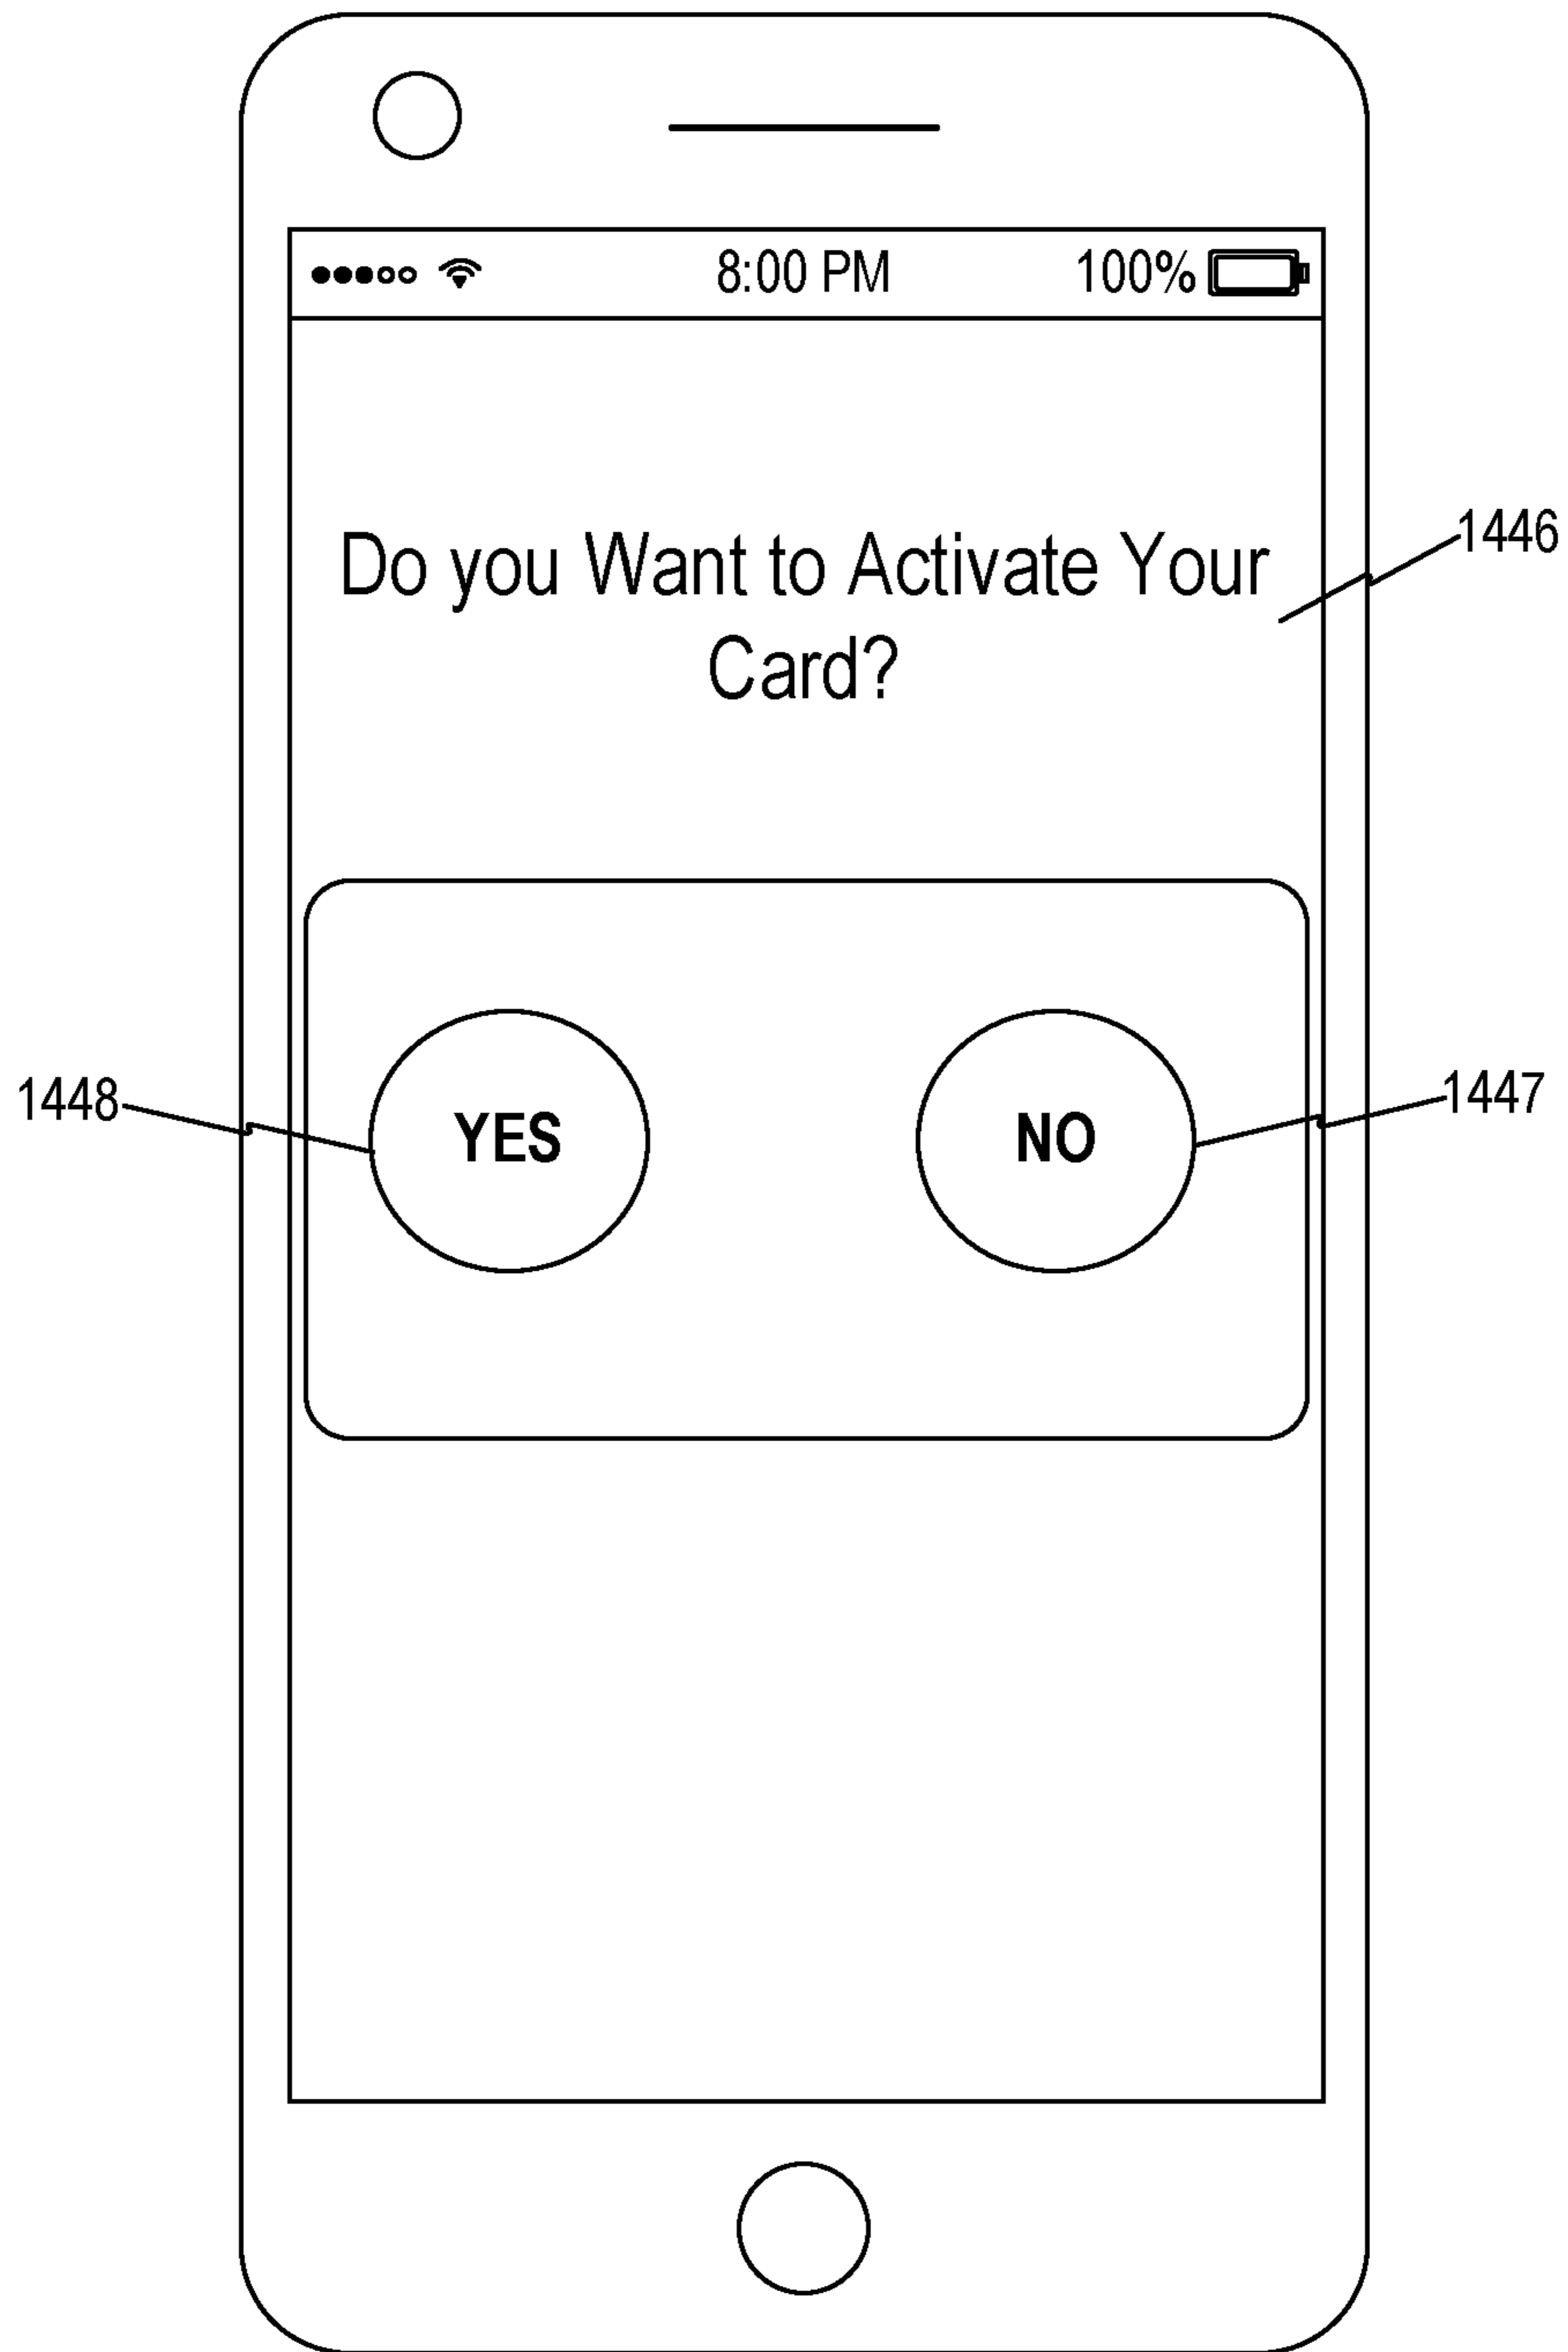 8:00 PM 100%
Do you Want to Activate Your
Card?
1446
1448
YES
NO
1447